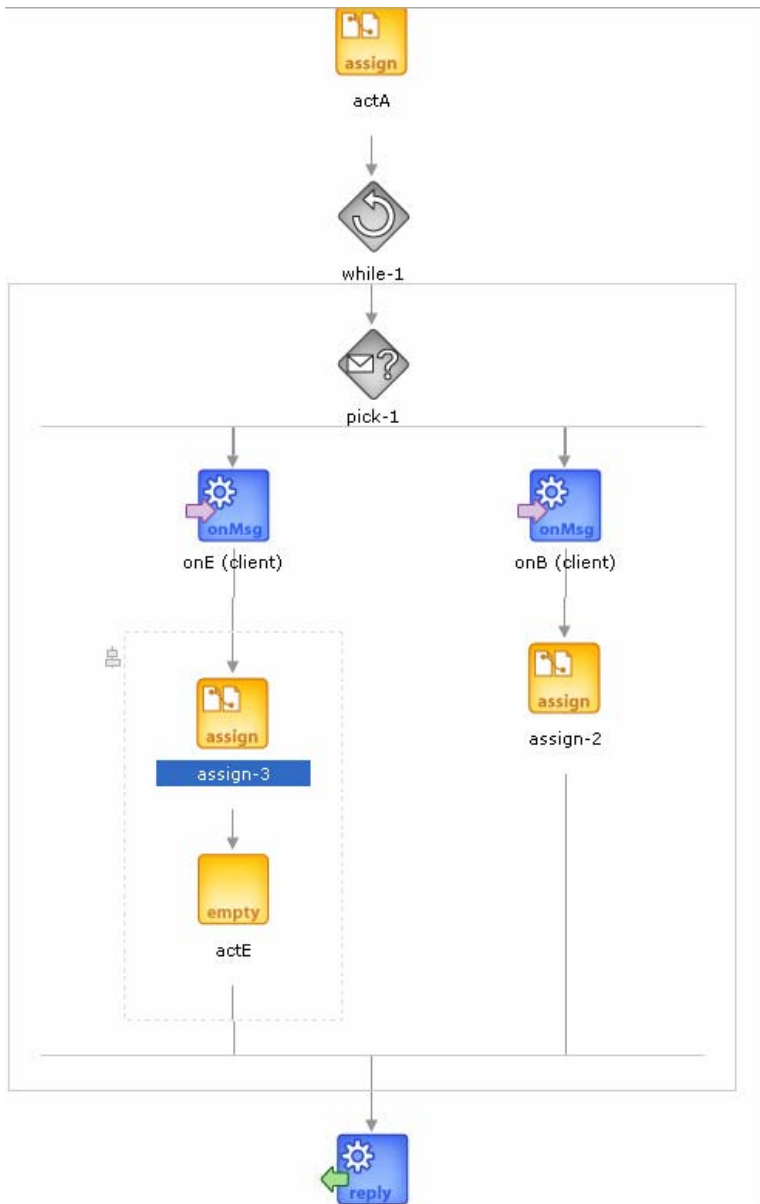 assign
actA
while-1
pick-1
onMsg
onMsg
onE (client)
onB (client)
assign
assign-3
assign
assign-2
empty
actE
reply